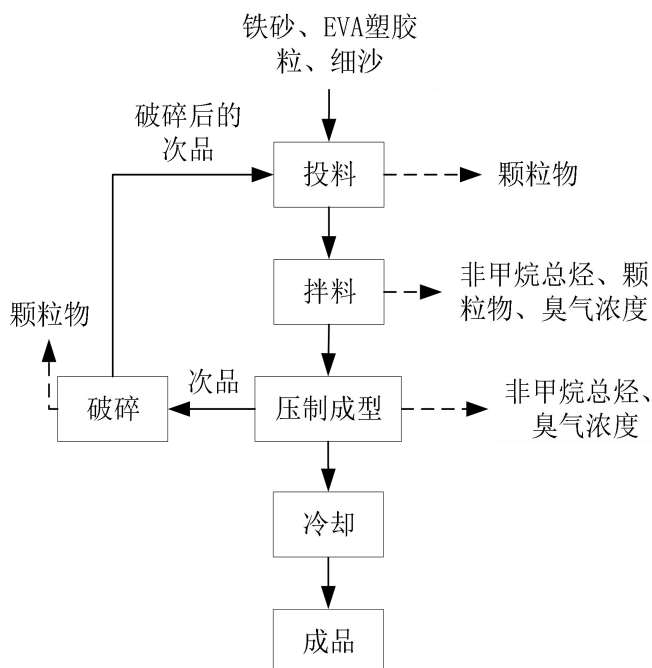 铁砂、EVA塑胶
粒、细沙
破碎后的
次品
投料
颗粒物
拌料
非甲烷总烃、颗
粒物、臭气浓度
颗粒物
破碎
次品
压制成型
非甲烷总烃、
臭气浓度
冷却
成品